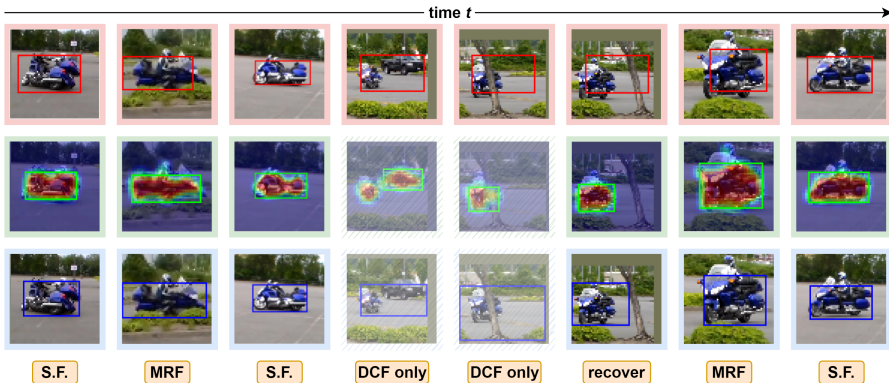 time t
S.F.
MRF
S.F.
DCF only
DCF only
recover
MRF
S.F.